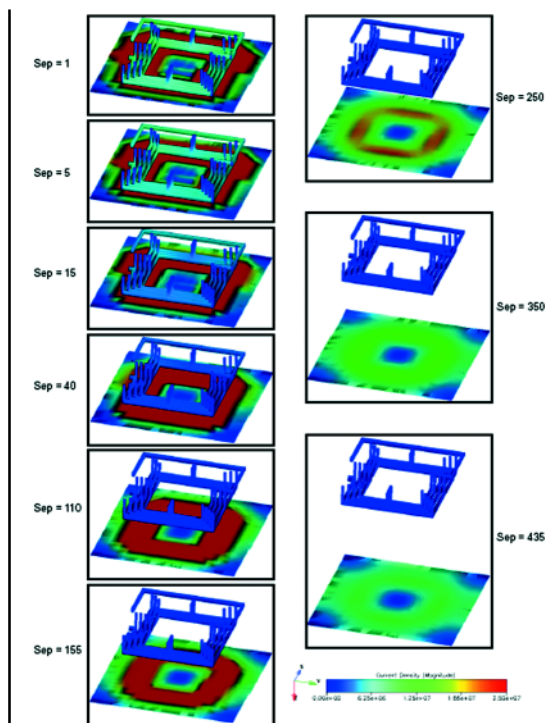 Sep = 1
Sep = 5
Sep = 15
Sep = 40
Sep = 110
Sep = 155
Sep = 250
Sep = 350
Sep = 435
Current Density (Magnitude)